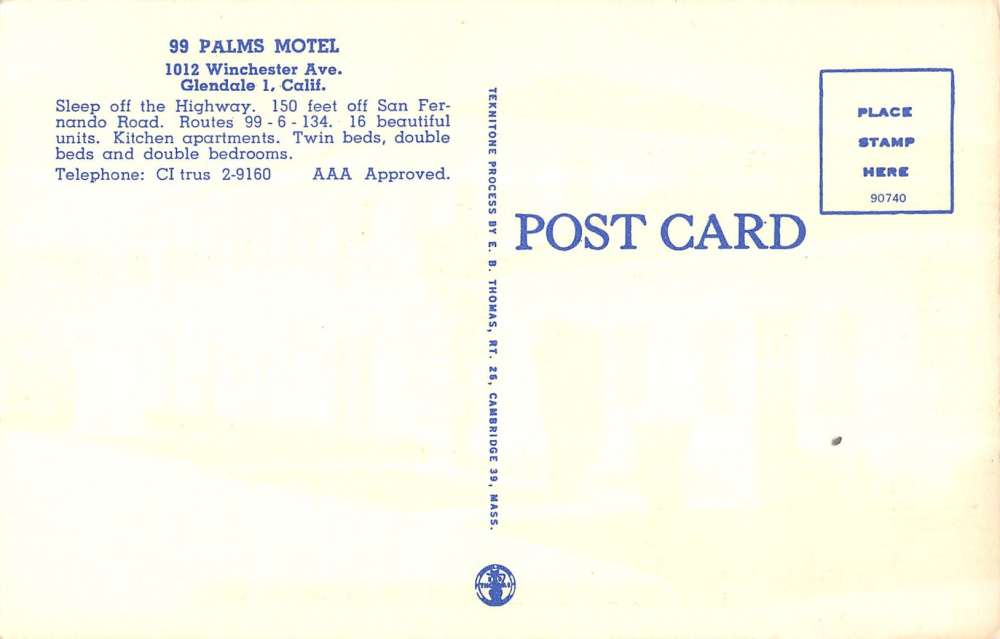 99 PALMS MOTEL
1012 Winchester Ave.
Glendale 1, Calif.
Sleep off the Highway. 150 feet off San Fer-
nando Road. Routes 99 - 6 - 134. 16 beautiful
units. Kitchen apartments. Twin beds, double
beds and double bedrooms.
Telephone: CI trus 2-9160 AAA Approved.
TEKNITONE PROCESS BY E. B. THOMAS, RT. 25, CAMBRIDGE 39, MASS.
PLACE
STAMP
HERE
90740
POST CARD